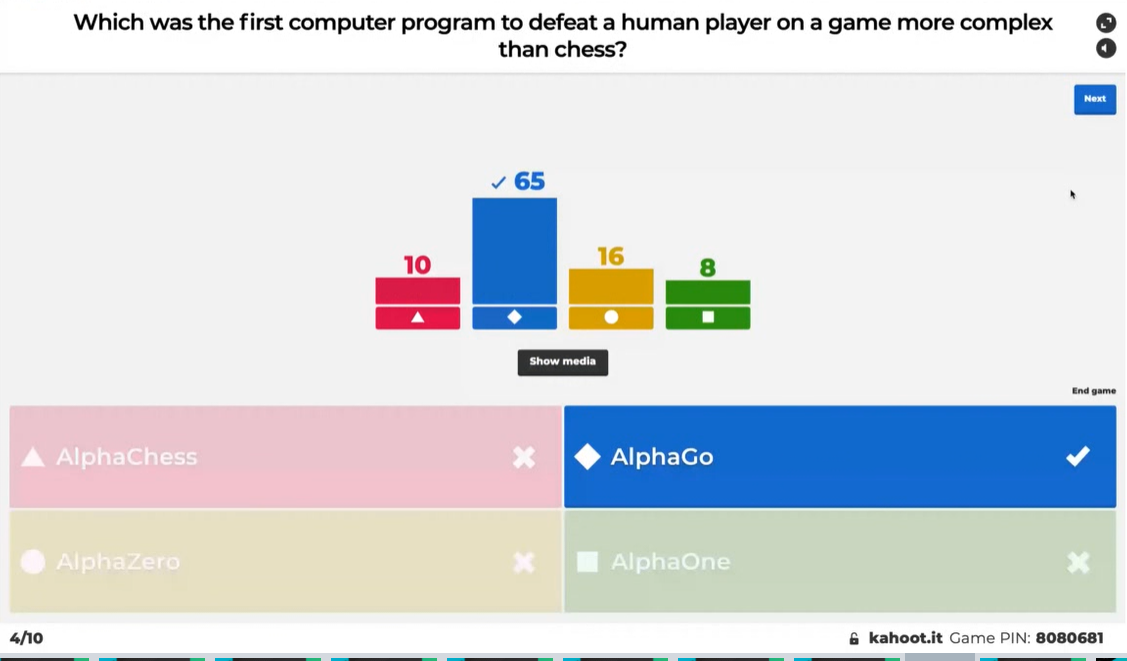 Which was the first computer program to defeat a human player on a game more complex
than chess?
Next
65
10
16
8
Show media
End game
AlphaChess
AlphaGo
AlphaZero
AlphaOne
4/10
kahoot.it Game PIN: 8080681